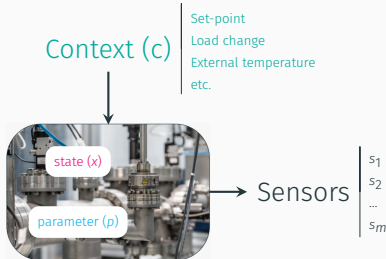 Context (c)
Set-point
Load change
External temperature
etc.
state (x)
parameter (p)
Sensors
s1
s2
...
sm